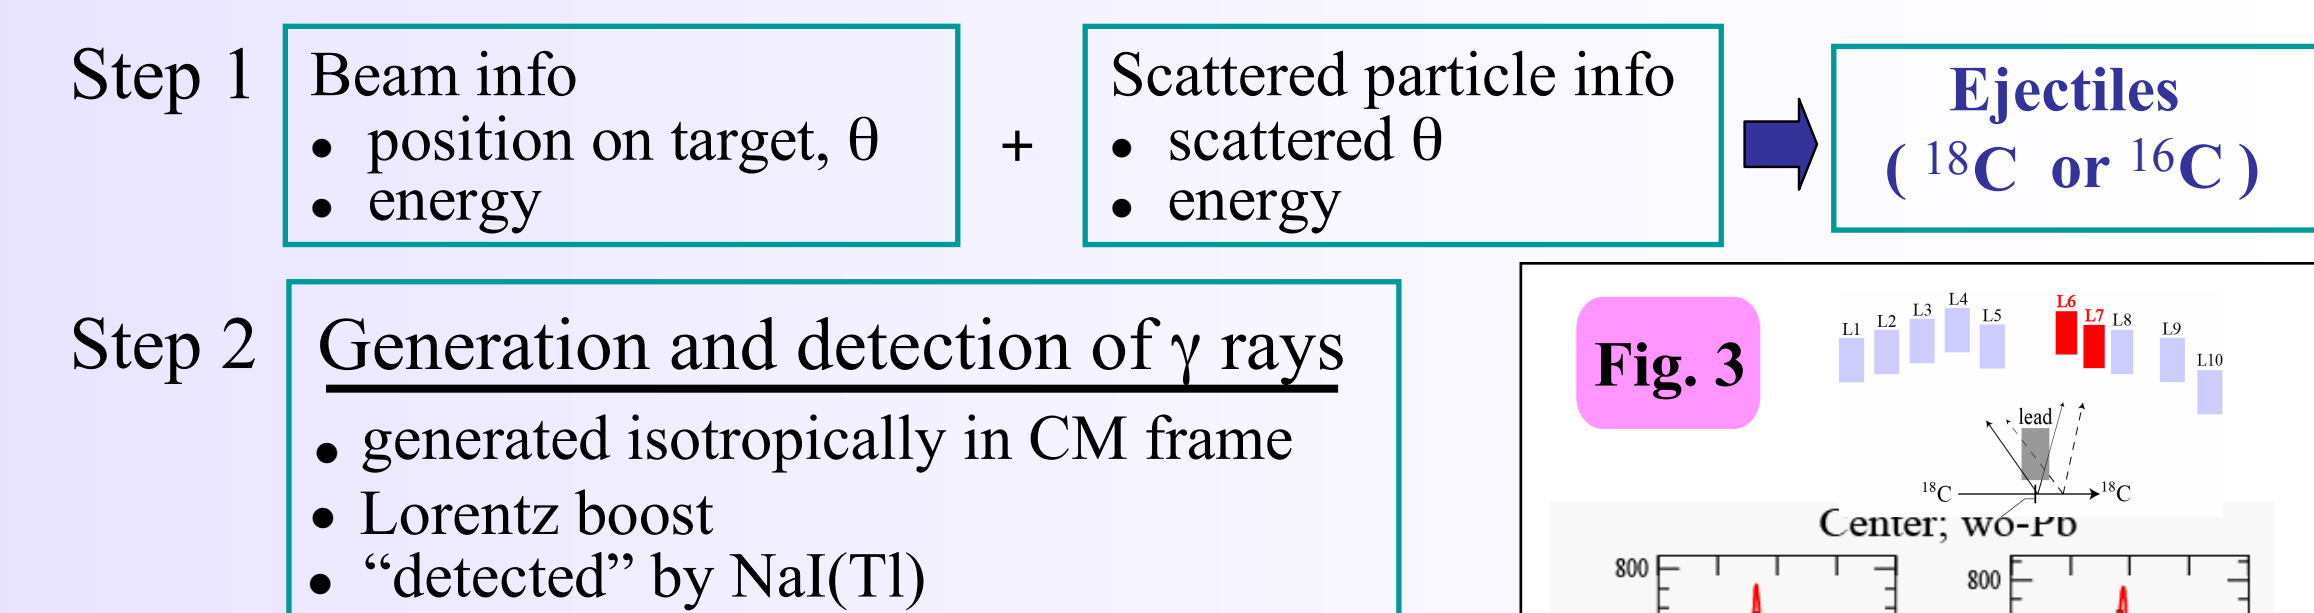 Step 1
Beam info
• position on target, θ
• energy
+
Scattered particle info
• scattered θ
• energy
Ejectiles
( ¹⁸C or ¹⁶C )
Step 2
Generation and detection of γ rays
• generated isotropically in CM frame
• Lorentz boost
• “detected” by NaI(Tl)
Fig. 3
L1 L2 L3 L4 L5 L6 L7 L8 L9 L10
lead
¹⁸C ¹⁸C
Center; wo-Pb
800 800